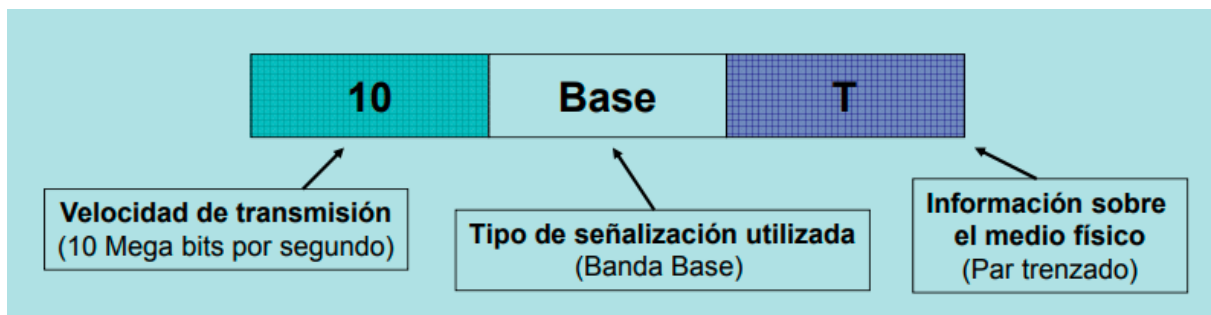 10 Base T
Velocidad de transmisión
(10 Mega bits por segundo)
Tipo de señalización utilizada
(Banda Base)
Información sobre
el medio físico
(Par trenzado)